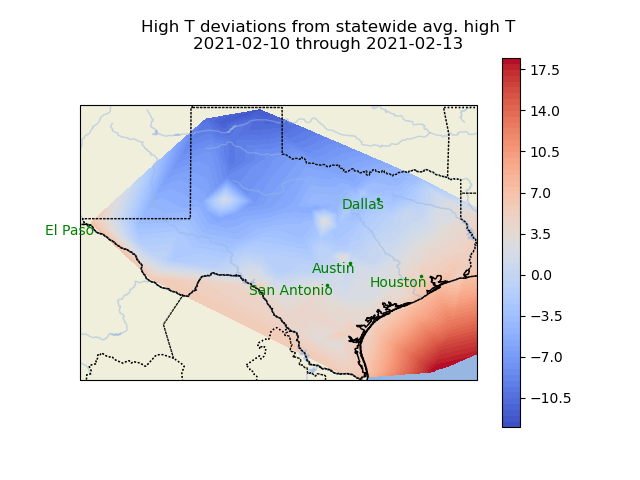 High T deviations from statewide avg. high T
2021-02-10 through 2021-02-13
17.5
14.0
10.5
7.0
3.5
0.0
−3.5
−7.0
−10.5
Dallas
El Paso
Austin
Houston
San Antonio